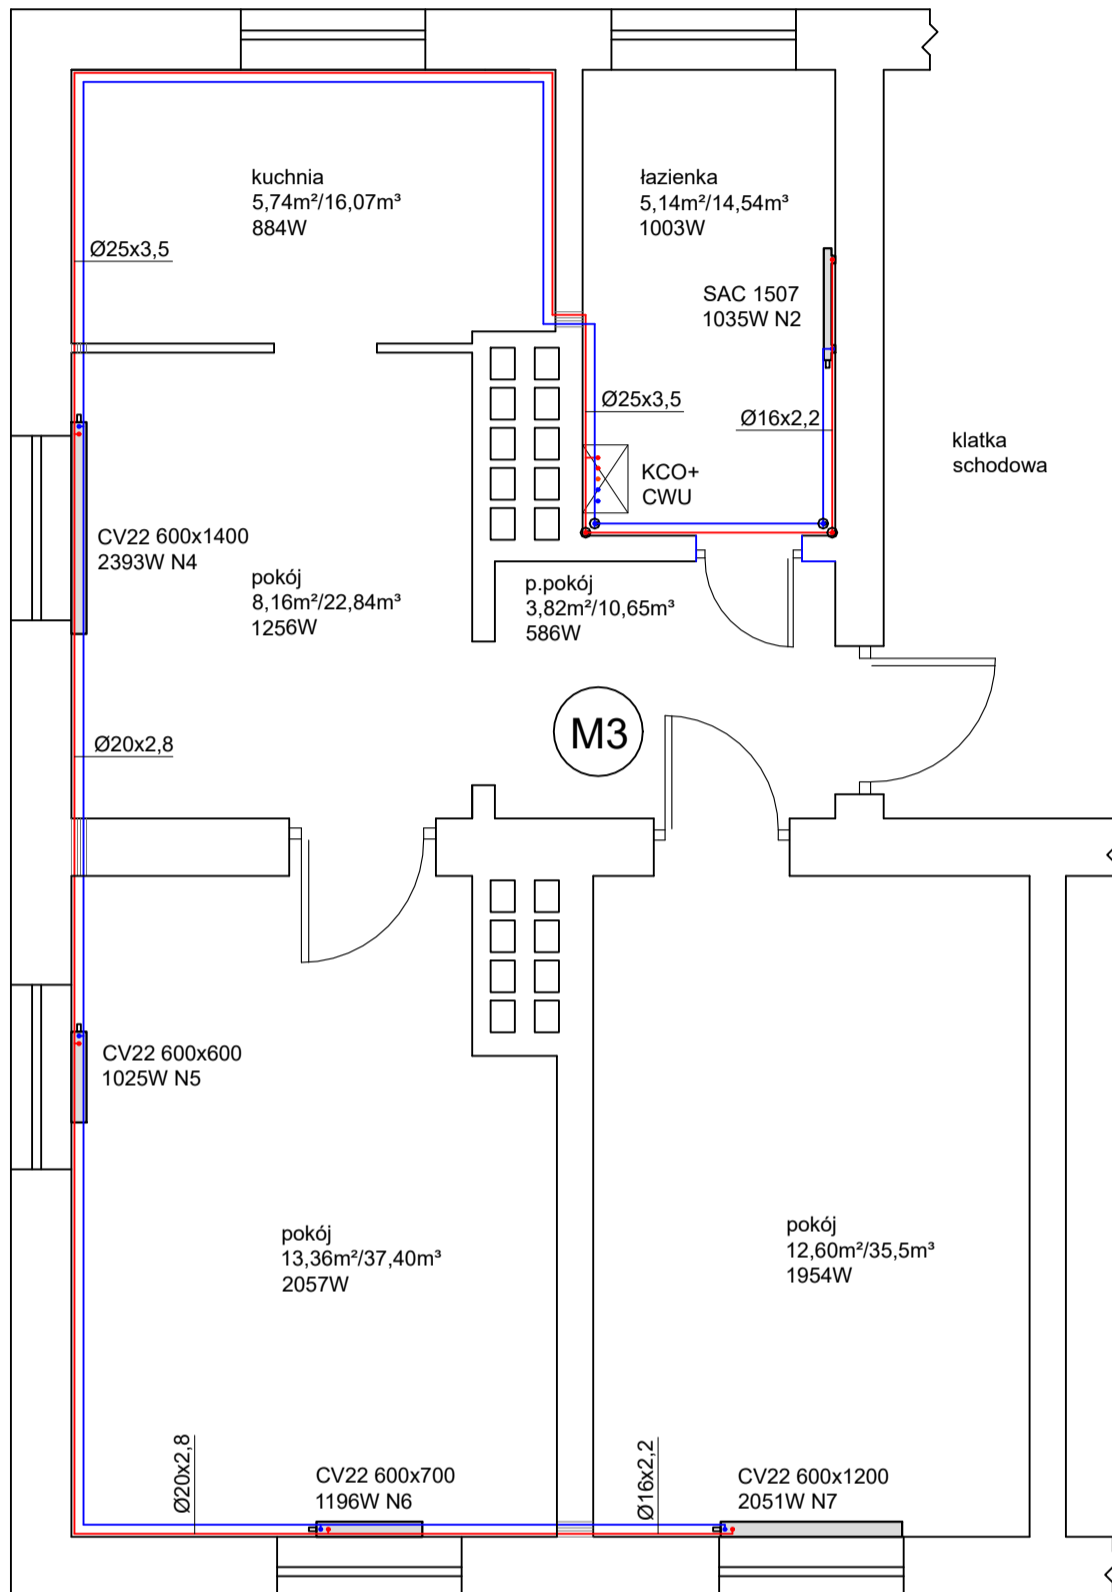 kuchnia
5,74m²/16,07m³
884W
łazienka
5,14m²/14,54m³
1003W
Ø25x3,5
SAC 1507
1035W N2
Ø25x3,5
Ø16x2,2
klatka
schodowa
KCO+
CWU
CV22 600x1400
2393W N4
pokój
8,16m²/22,84m³
1256W
p.pokój
3,82m²/10,65m³
586W
M3
Ø20x2,8
CV22 600x600
1025W N5
pokój
13,36m²/37,40m³
2057W
pokój
12,60m²/35,5m³
1954W
Ø20x2,8
CV22 600x700
1196W N6
Ø16x2,2
CV22 600x1200
2051W N7